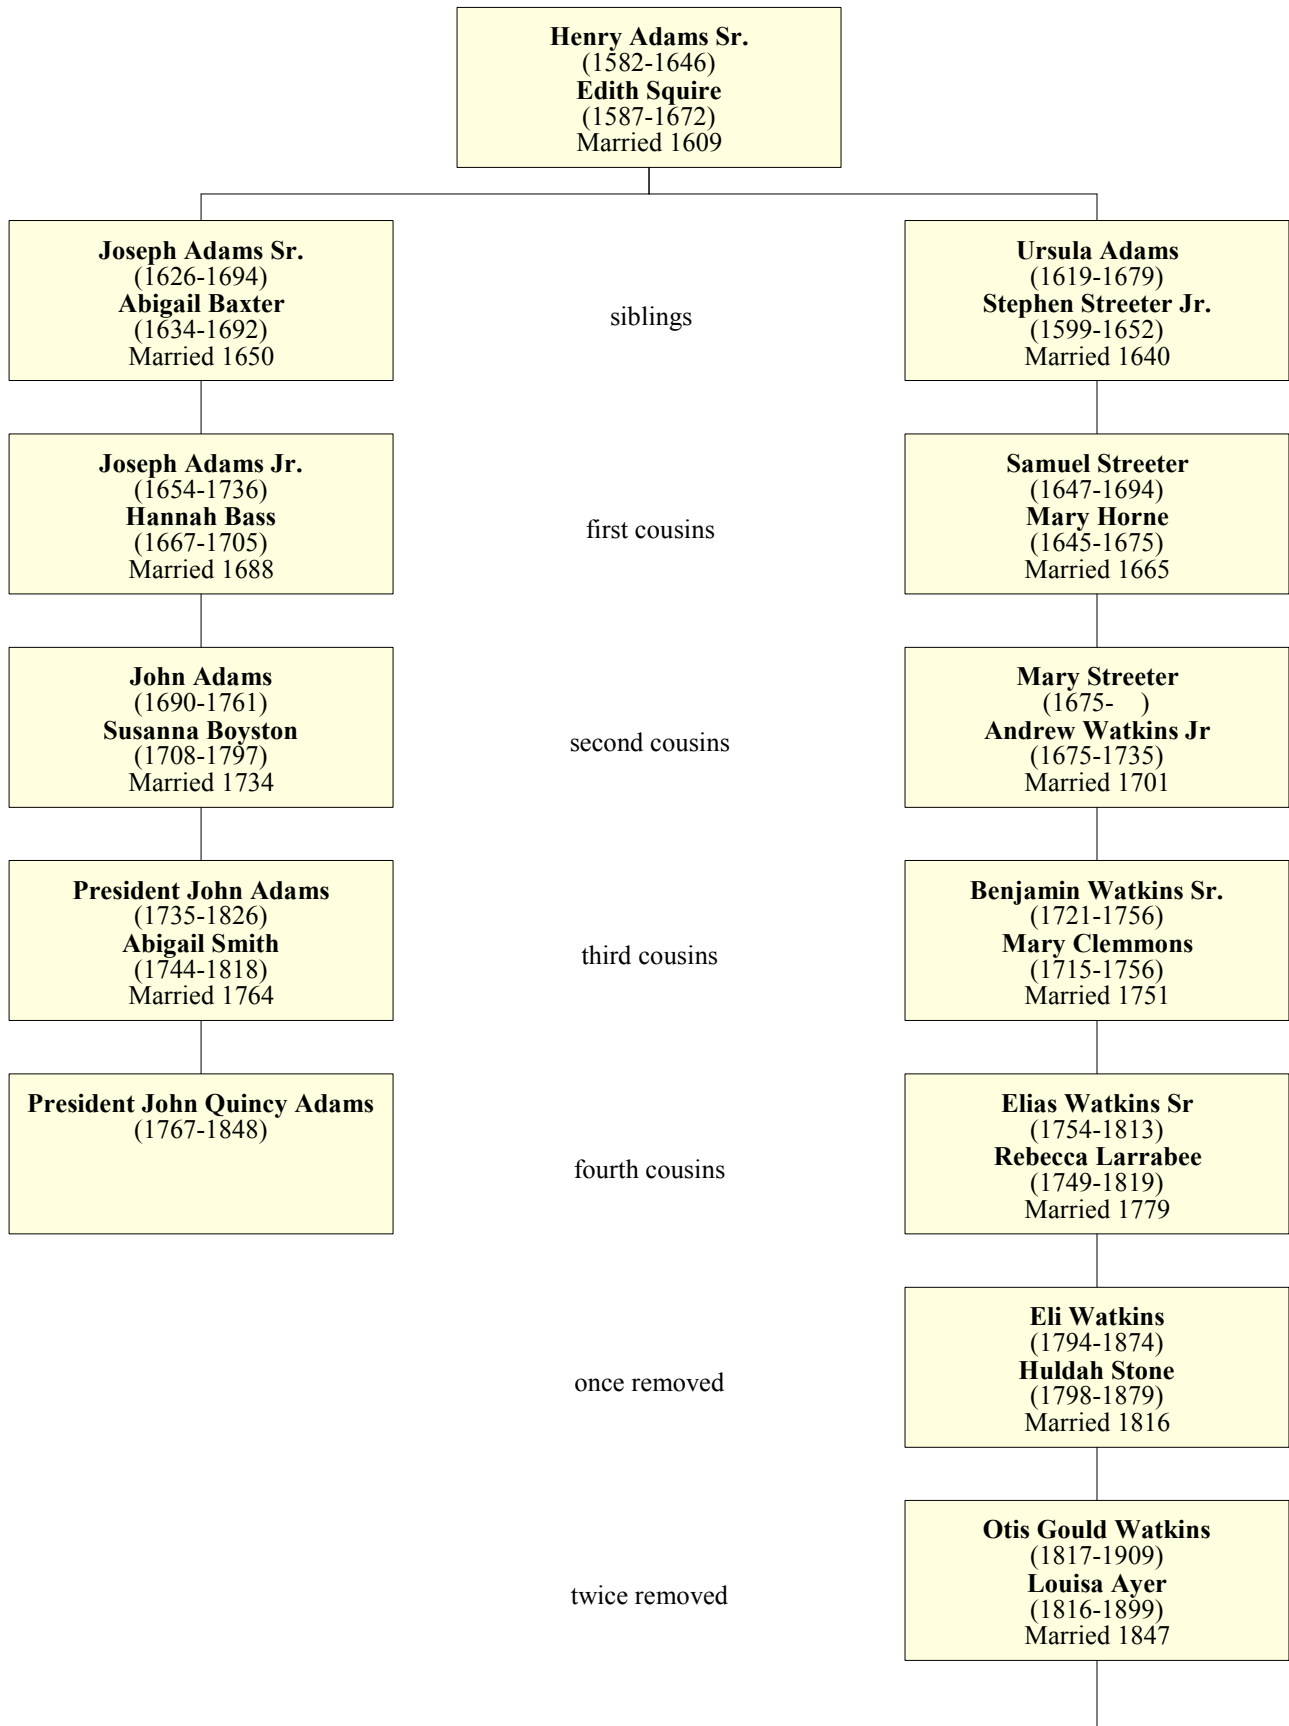 Henry Adams Sr.
(1582-1646)
Edith Squire
(1587-1672)
Married 1609
Joseph Adams Sr.
(1626-1694)
Abigail Baxter
(1634-1692)
Married 1650
siblings
Ursula Adams
(1619-1679)
Stephen Streeter Jr.
(1599-1652)
Married 1640
Joseph Adams Jr.
(1654-1736)
Hannah Bass
(1667-1705)
Married 1688
first cousins
Samuel Streeter
(1647-1694)
Mary Horne
(1645-1675)
Married 1665
John Adams
(1690-1761)
Susanna Boyston
(1708-1797)
Married 1734
second cousins
Mary Streeter
(1675-    )
Andrew Watkins Jr
(1675-1735)
Married 1701
President John Adams
(1735-1826)
Abigail Smith
(1744-1818)
Married 1764
third cousins
Benjamin Watkins Sr.
(1721-1756)
Mary Clemmons
(1715-1756)
Married 1751
President John Quincy Adams
(1767-1848)
fourth cousins
Elias Watkins Sr
(1754-1813)
Rebecca Larrabee
(1749-1819)
Married 1779
once removed
Eli Watkins
(1794-1874)
Huldah Stone
(1798-1879)
Married 1816
twice removed
Otis Gould Watkins
(1817-1909)
Louisa Ayer
(1816-1899)
Married 1847